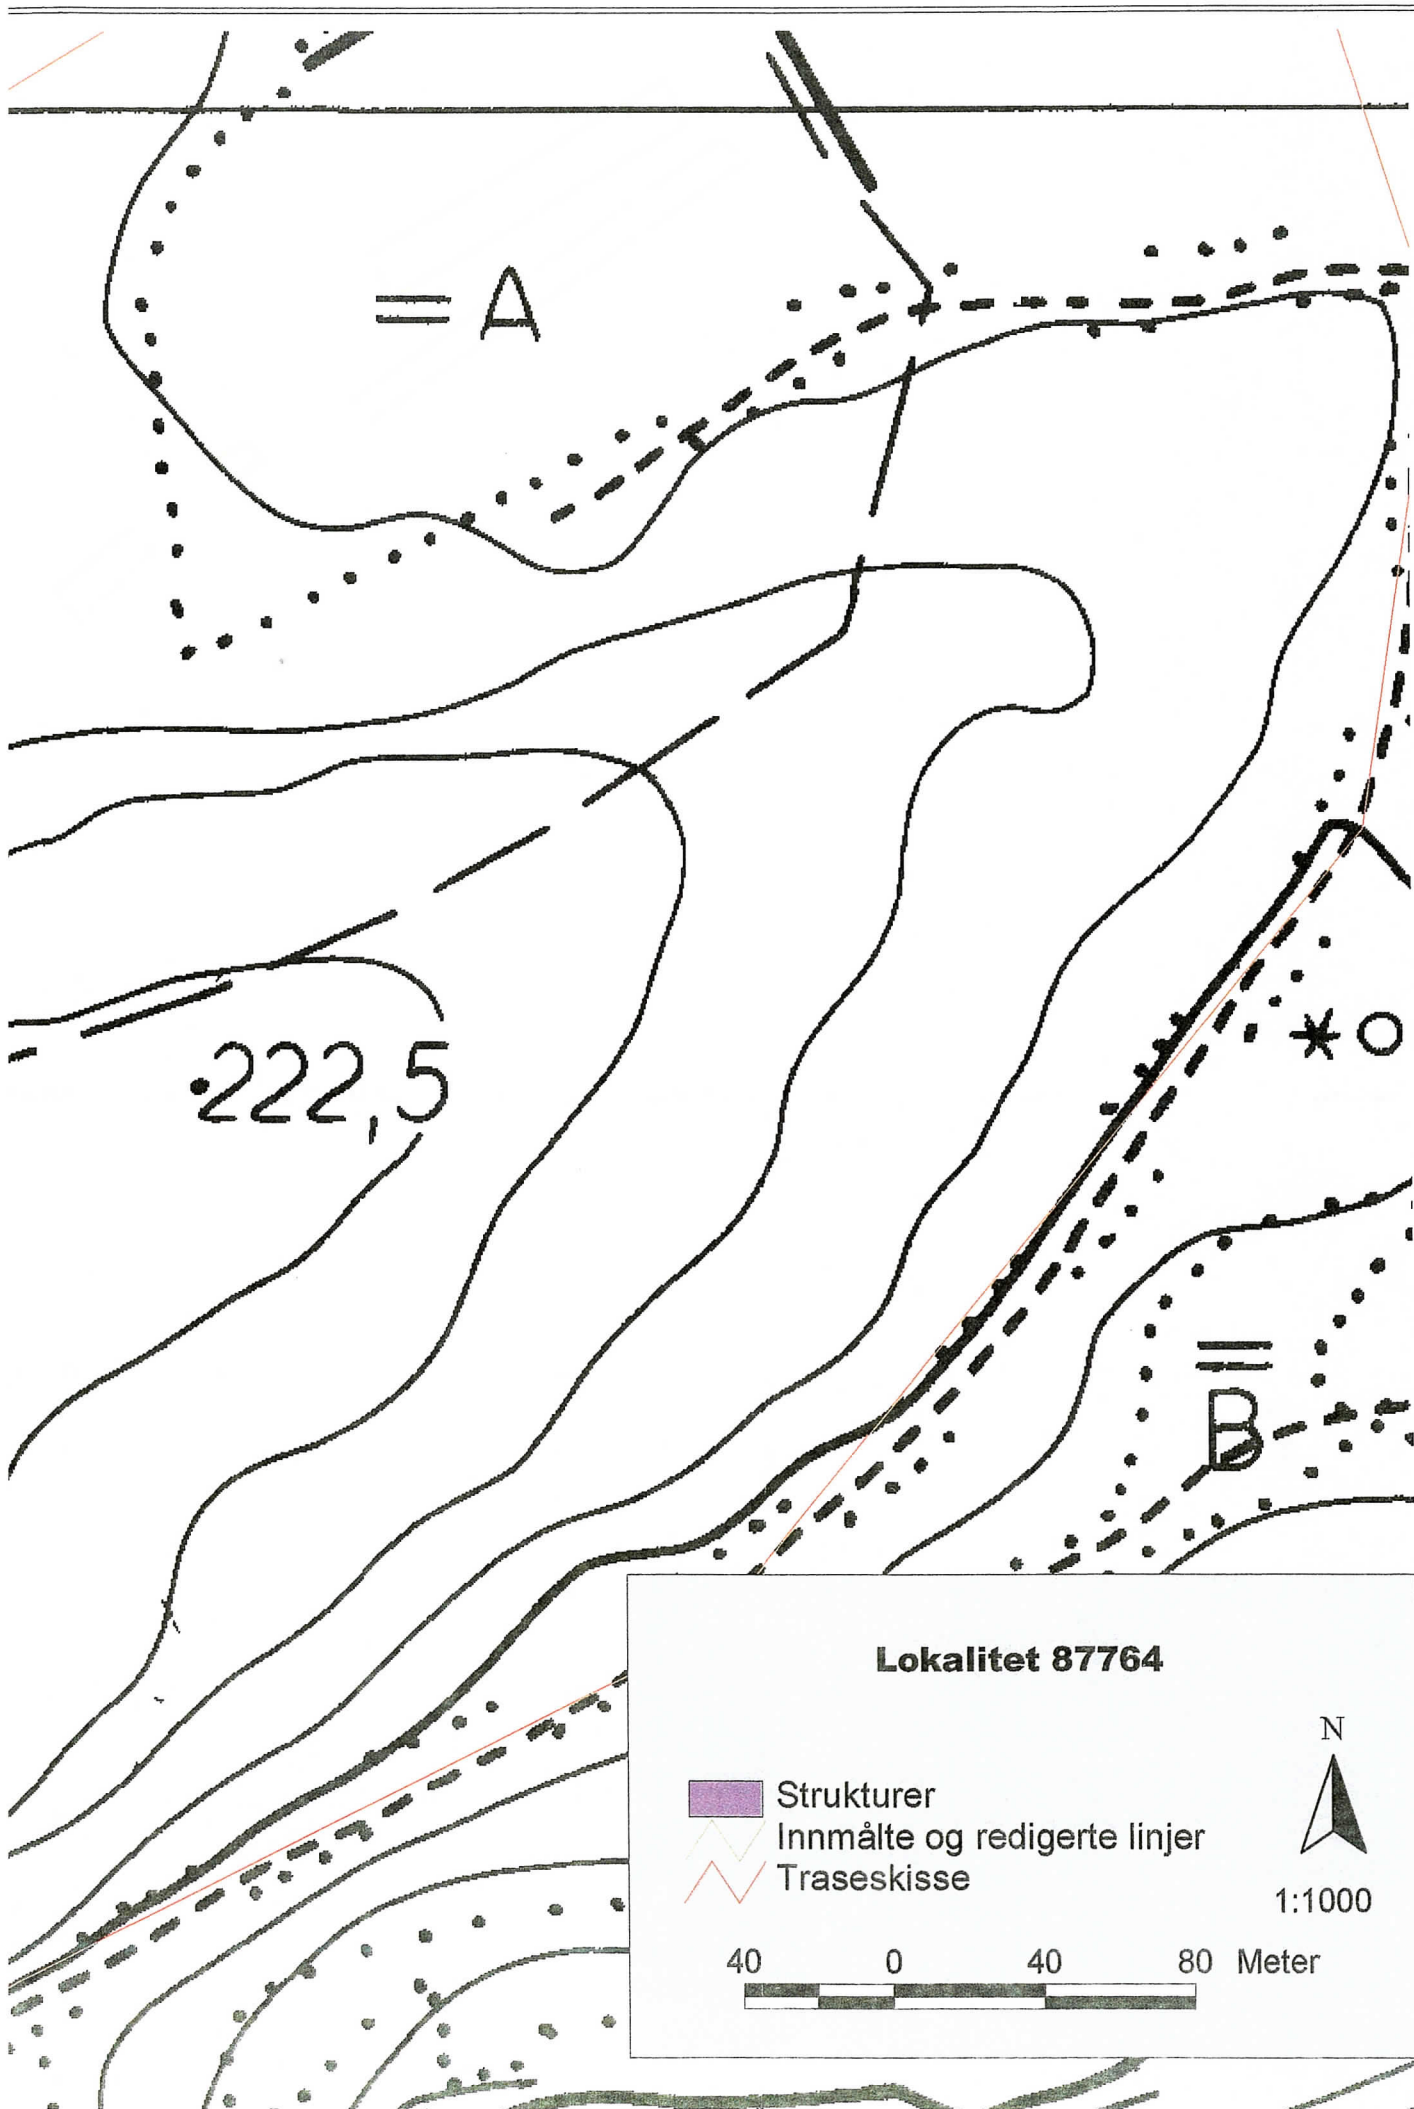 = A
.222,5
*O
=
B
Lokalitet 87764
N
Strukturer
Innmålte og redigerte linjer
Traseskisse
1:1000
40 0 40 80 Meter